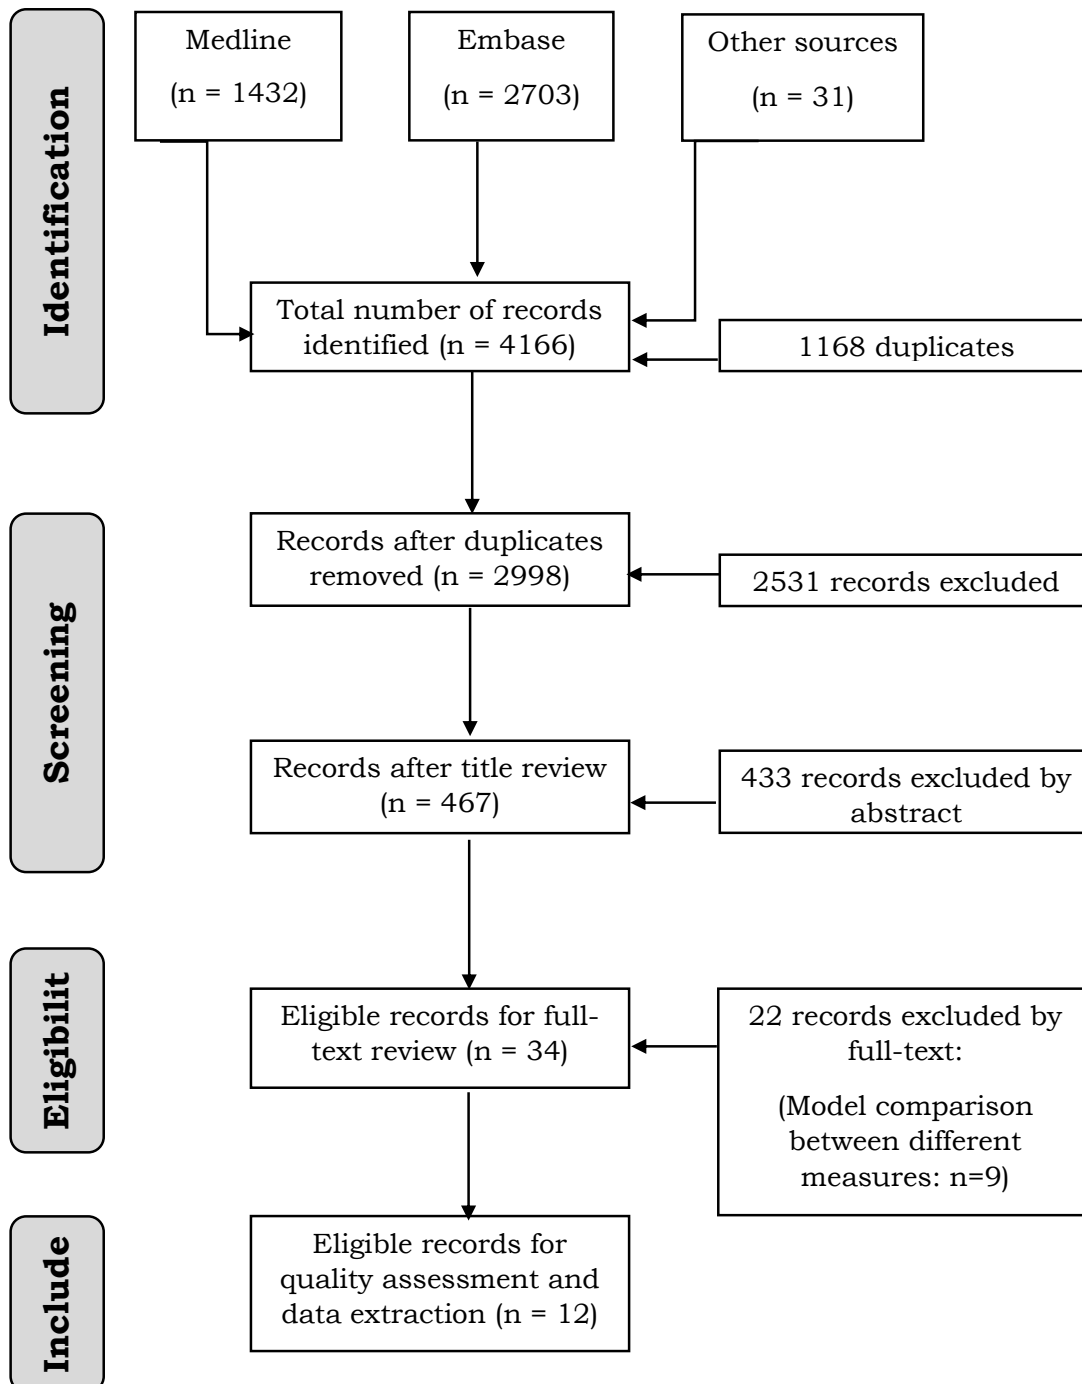 Identification
Medline
(n = 1432)
Embase
(n = 2703)
Other sources
(n = 31)
Total number of records
identified (n = 4166)
1168 duplicates
Screening
Records after duplicates
removed (n = 2998)
2531 records excluded
Records after title review
(n = 467)
433 records excluded by
abstract
Eligibilit
Eligible records for full-
text review (n = 34)
22 records excluded by
full-text:
(Model comparison
between different
measures: n=9)
Include
Eligible records for
quality assessment and
data extraction (n = 12)